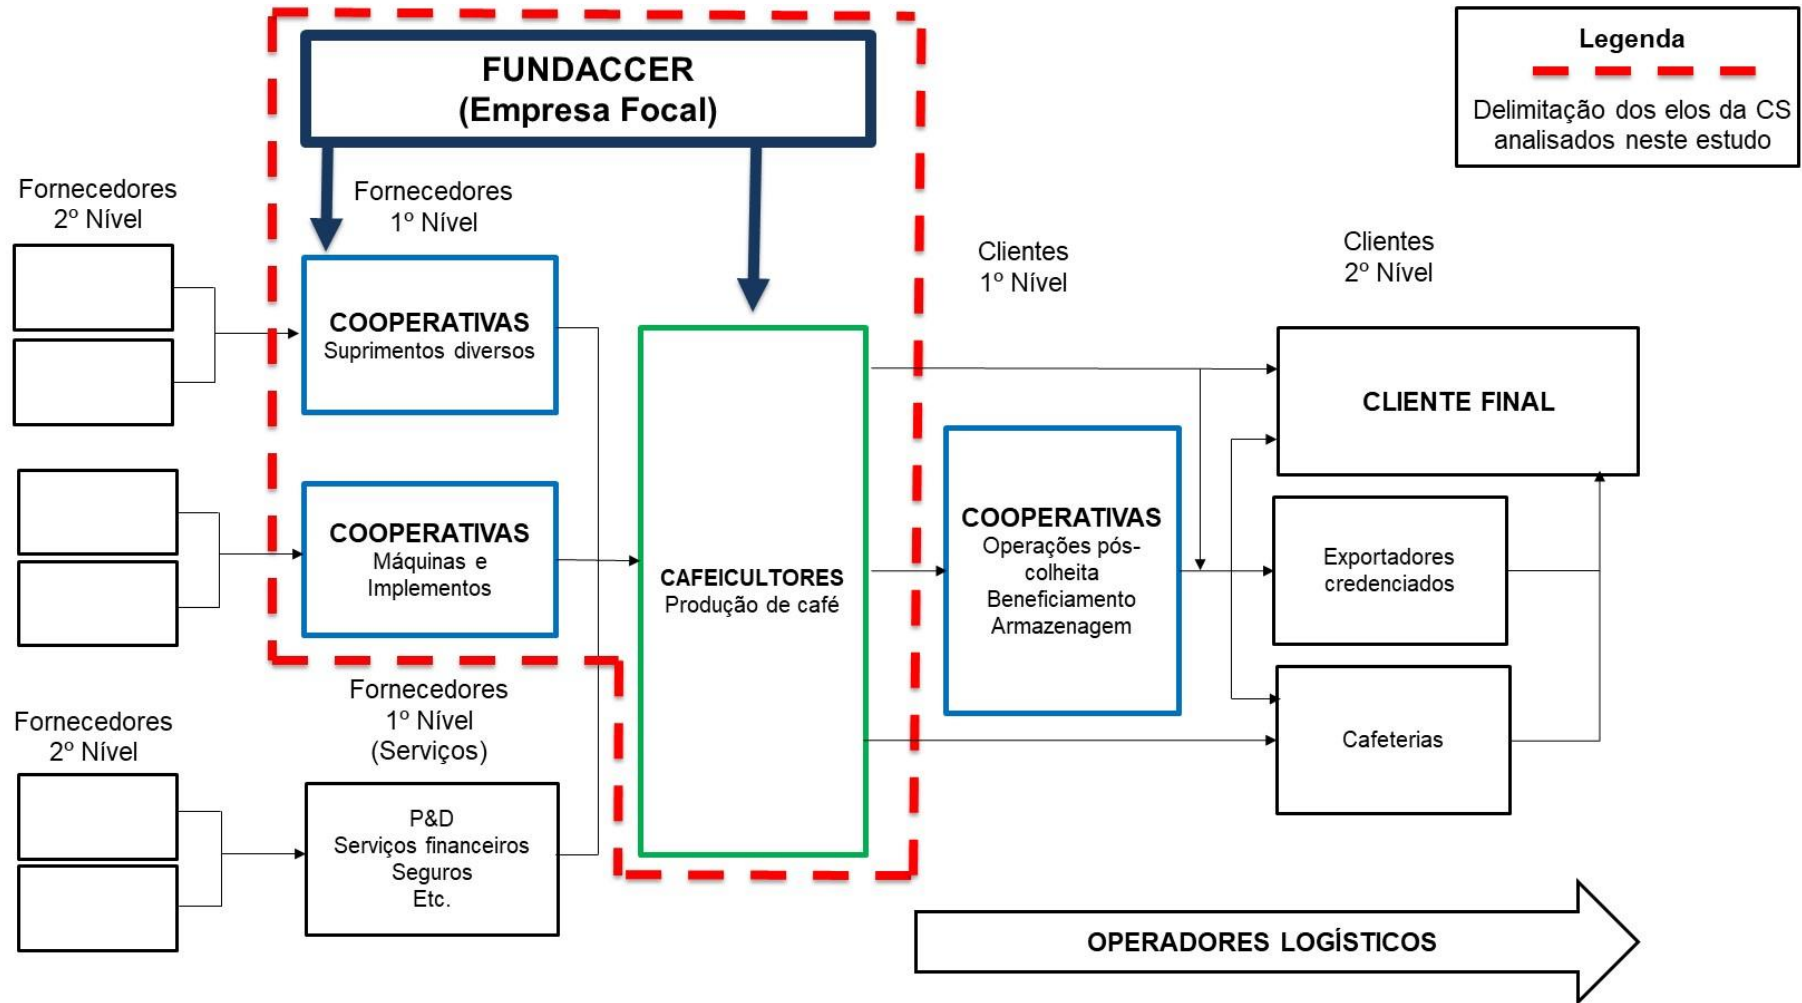 FUNDACCER
(Empresa Focal)
Legenda
Delimitação dos elos da CS
analisados neste estudo
Fornecedores
2º Nível
Fornecedores
1º Nível
Clientes
1º Nível
Clientes
2º Nível
COOPERATIVAS
Suprimentos diversos
COOPERATIVAS
Máquinas e
Implementos
CAFEICULTORES
Produção de café
COOPERATIVAS
Operações pós-
colheita
Beneficiamento
Armazenagem
CLIENTE FINAL
Exportadores
credenciados
Cafeterias
Fornecedores
2º Nível
Fornecedores
1º Nível
(Serviços)
P&D
Serviços financeiros
Seguros
Etc.
OPERADORES LOGÍSTICOS